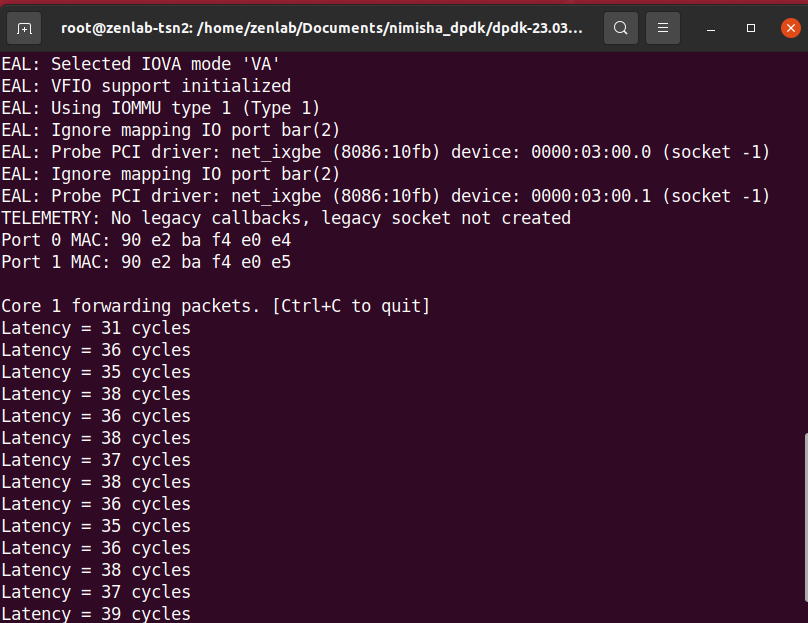 root@zenlab-tsn2: /home/zenlab/Documents/nimisha_dpdk/dpdk-23.03...
EAL: Selected IOVA mode 'VA'
EAL: VFIO support initialized
EAL: Using IOMMU type 1 (Type 1)
EAL: Ignore mapping IO port bar(2)
EAL: Probe PCI driver: net_ixgbe (8086:10fb) device: 0000:03:00.0 (socket -1)
EAL: Ignore mapping IO port bar(2)
EAL: Probe PCI driver: net_ixgbe (8086:10fb) device: 0000:03:00.1 (socket -1)
TELEMETRY: No legacy callbacks, legacy socket not created
Port 0 MAC: 90 e2 ba f4 e0 e4
Port 1 MAC: 90 e2 ba f4 e0 e5
Core 1 forwarding packets. [Ctrl+C to quit]
Latency = 31 cycles
Latency = 36 cycles
Latency = 35 cycles
Latency = 38 cycles
Latency = 36 cycles
Latency = 38 cycles
Latency = 37 cycles
Latency = 38 cycles
Latency = 36 cycles
Latency = 35 cycles
Latency = 36 cycles
Latency = 38 cycles
Latency = 37 cycles
Latency = 39 cycles